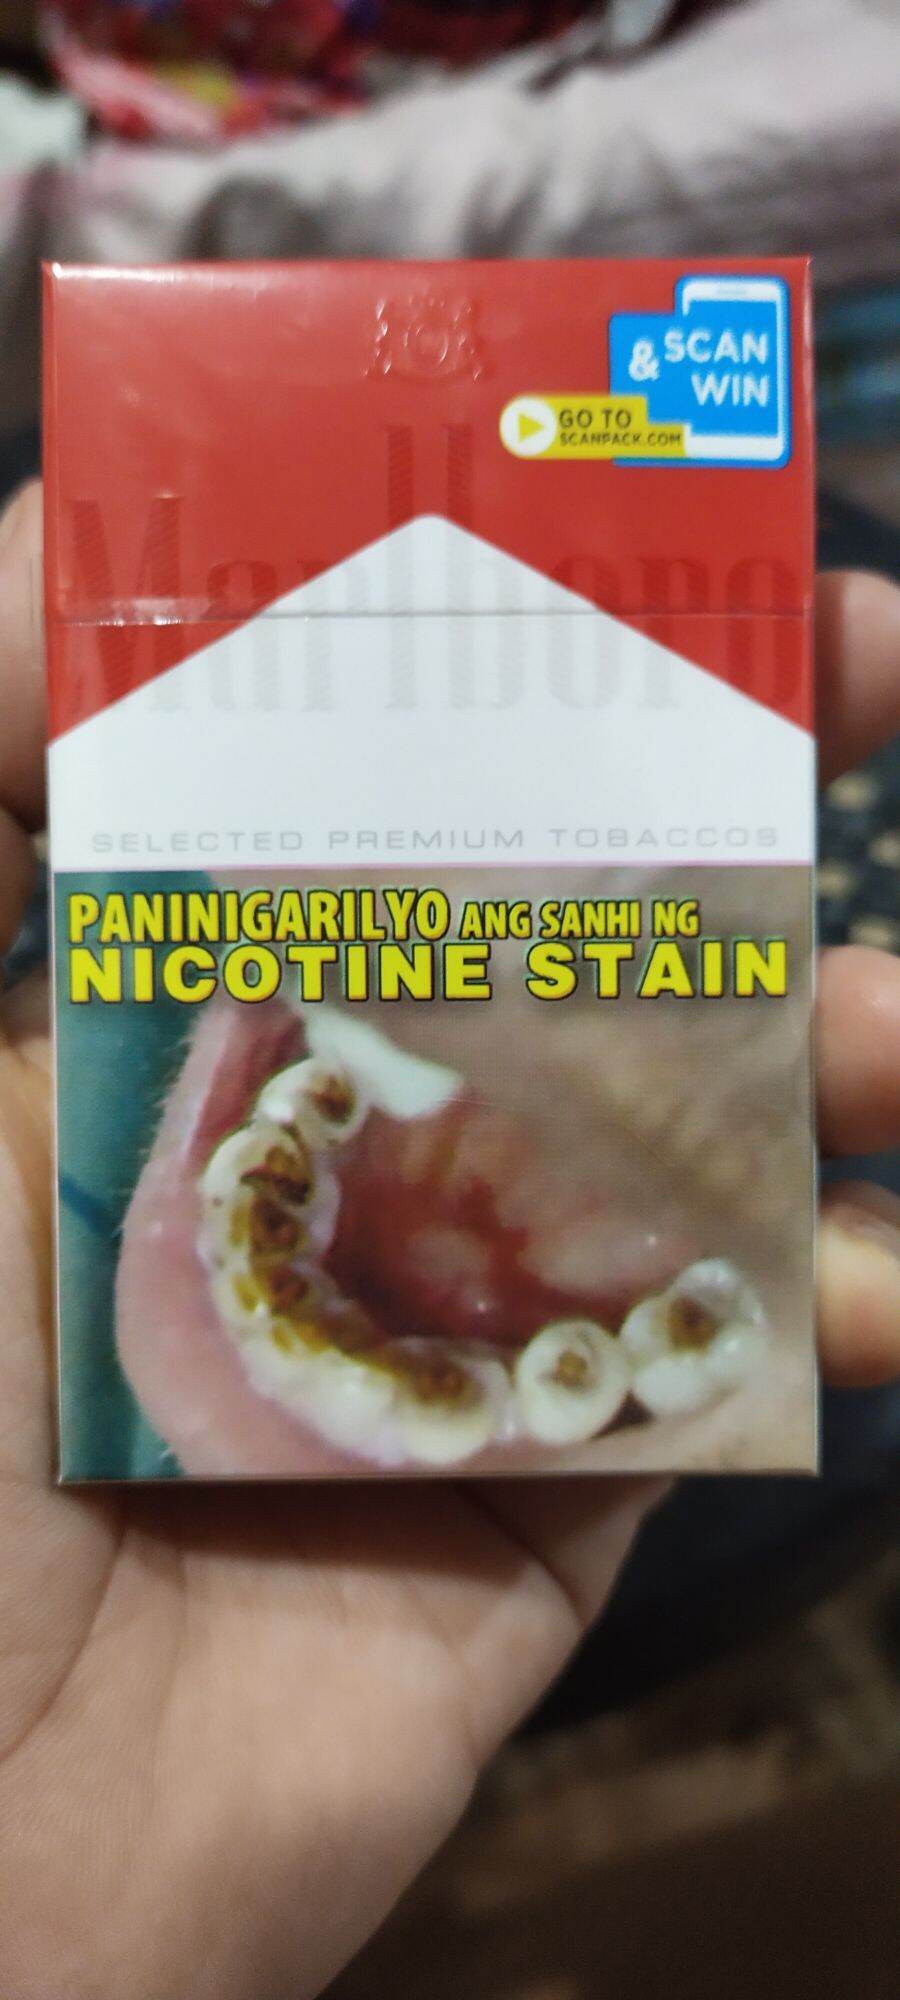 & SCAN
WIN
GO TO
SCANPACK.COM
Marlboro
SELECTED PREMIUM TOBACCOS
PANINIGARILYO ANG SANHI NG
NICOTINE STAIN